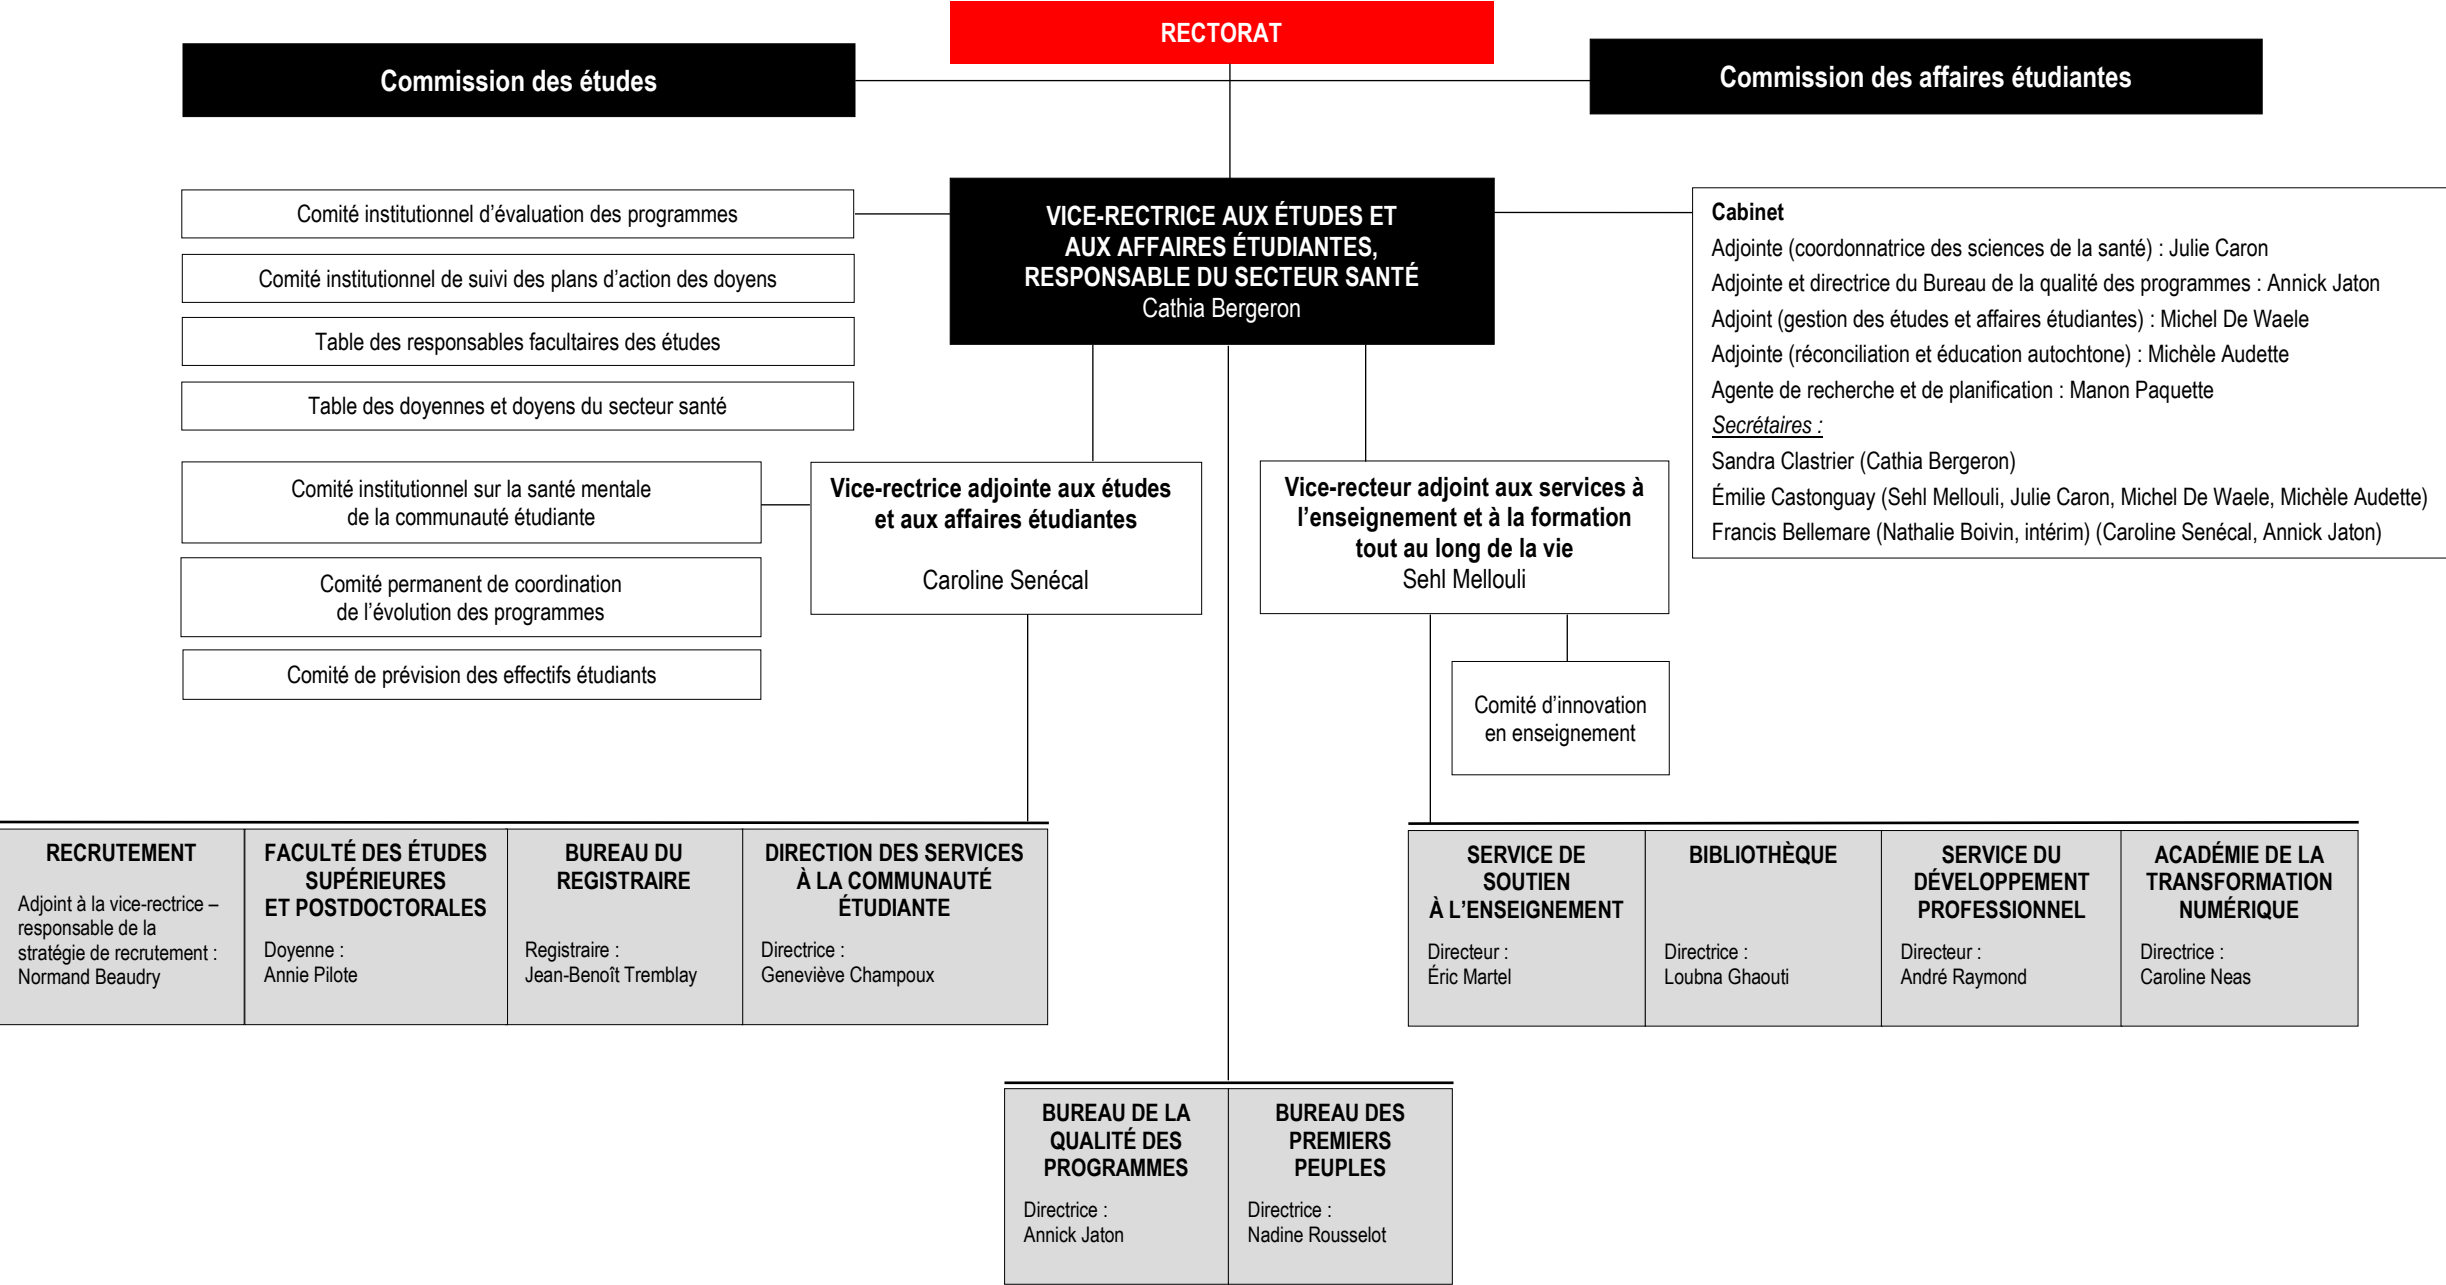 RECTORAT
Commission des études
Commission des affaires étudiantes
Comité institutionnel d’évaluation des programmes
Comité institutionnel de suivi des plans d’action des doyens
Table des responsables facultaires des études
Table des doyennes et doyens du secteur santé
VICE-RECTRICE AUX ÉTUDES ET
AUX AFFAIRES ÉTUDIANTES,
RESPONSABLE DU SECTEUR SANTÉ
Cathia Bergeron
Cabinet
Adjointe (coordonnatrice des sciences de la santé) : Julie Caron
Adjointe et directrice du Bureau de la qualité des programmes : Annick Jaton
Adjoint (gestion des études et affaires étudiantes) : Michel De Waele
Adjointe (réconciliation et éducation autochtone) : Michèle Audette
Agente de recherche et de planification : Manon Paquette
Secrétaires :
Sandra Clastrier (Cathia Bergeron)
Émilie Castonguay (Sehl Mellouli, Julie Caron, Michel De Waele, Michèle Audette)
Francis Bellemare (Nathalie Boivin, intérim) (Caroline Senécal, Annick Jaton)
Comité institutionnel sur la santé mentale
de la communauté étudiante
Comité permanent de coordination
de l’évolution des programmes
Comité de prévision des effectifs étudiants
Vice-rectrice adjointe aux études
et aux affaires étudiantes
Caroline Senécal
Vice-recteur adjoint aux services à
l’enseignement et à la formation
tout au long de la vie
Sehl Mellouli
Comité d’innovation
en enseignement
RECRUTEMENT
Adjoint à la vice-rectrice –
responsable de la
stratégie de recrutement :
Normand Beaudry
FACULTÉ DES ÉTUDES
SUPÉRIEURES
ET POSTDOCTORALES
Doyenne :
Annie Pilote
BUREAU DU
REGISTRAIRE
Registraire :
Jean-Benoît Tremblay
DIRECTION DES SERVICES
À LA COMMUNAUTÉ
ÉTUDIANTE
Directrice :
Geneviève Champoux
SERVICE DE
SOUTIEN
À L’ENSEIGNEMENT
Directeur :
Éric Martel
BIBLIOTHÈQUE
Directrice :
Loubna Ghaouti
SERVICE DU
DÉVELOPPEMENT
PROFESSIONNEL
Directeur :
André Raymond
ACADÉMIE DE LA
TRANSFORMATION
NUMÉRIQUE
Directrice :
Caroline Neas
BUREAU DE LA
QUALITÉ DES
PROGRAMMES
Directrice :
Annick Jaton
BUREAU DES
PREMIERS
PEUPLES
Directrice :
Nadine Rousselot